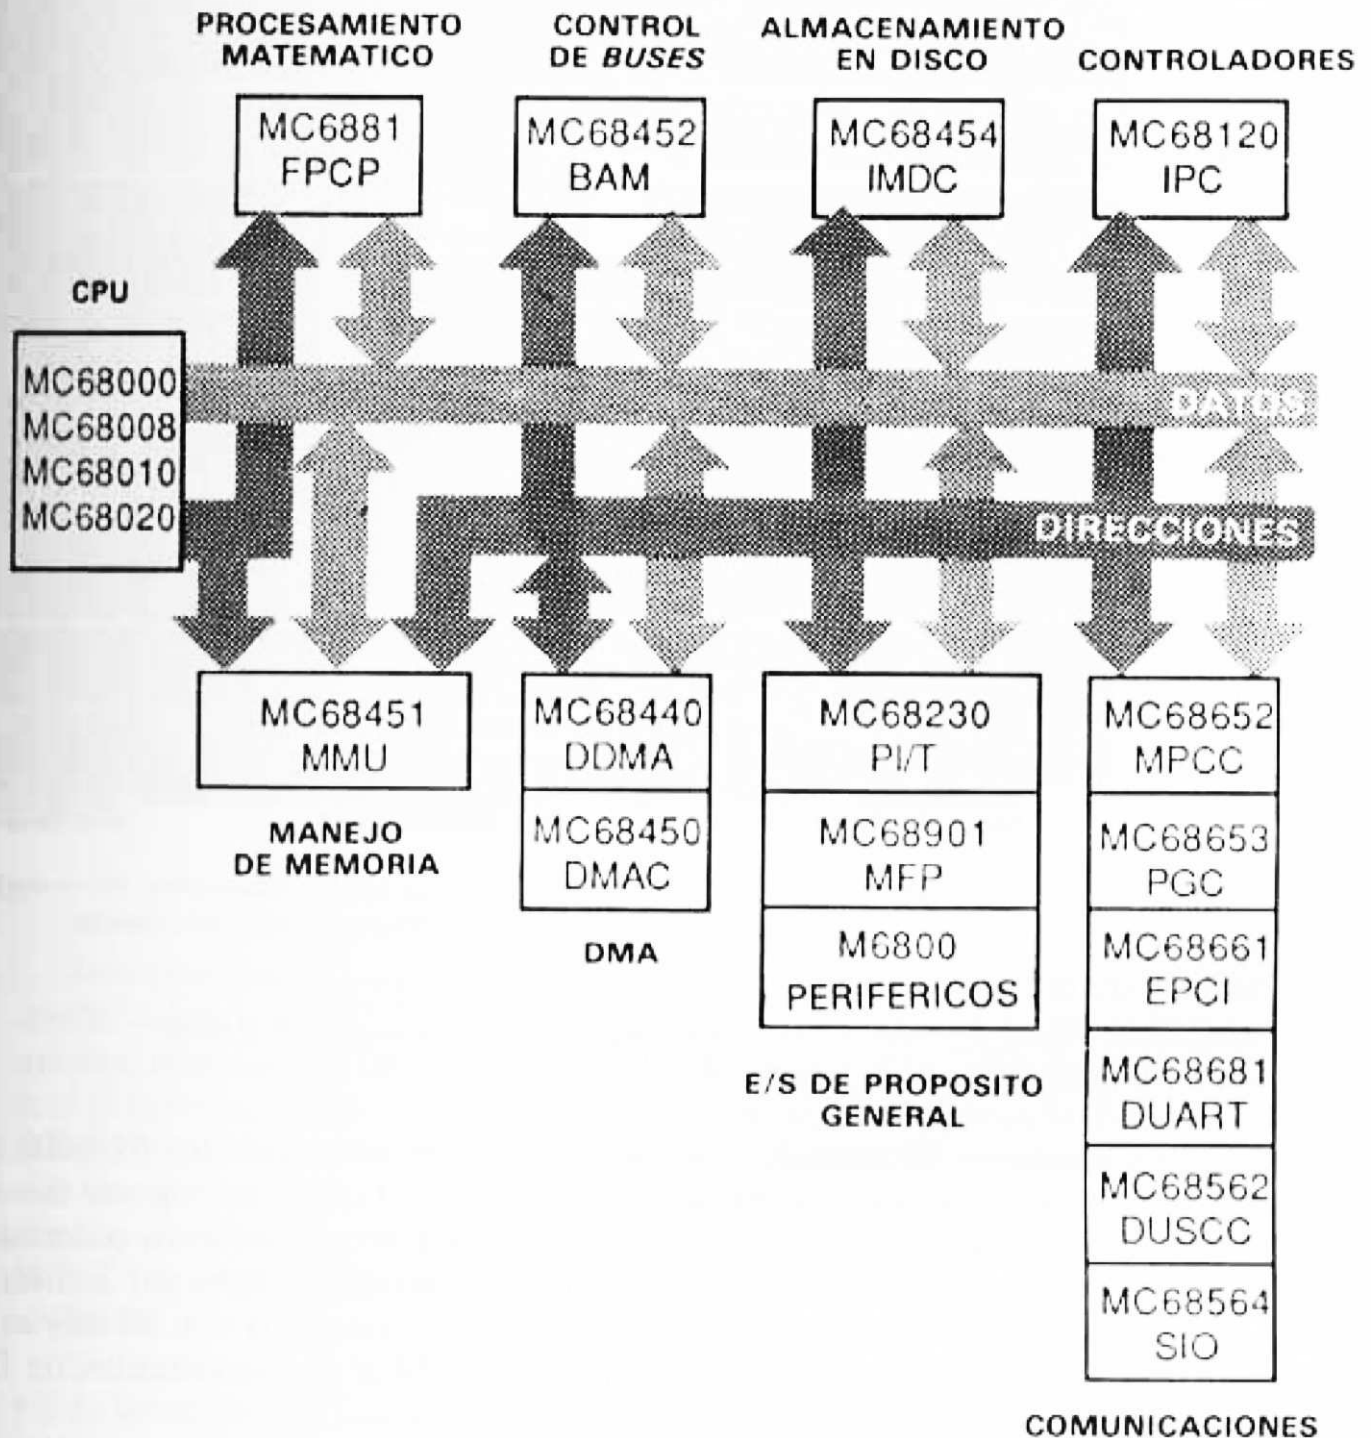 PROCESAMIENTO
MATEMATICO
CONTROL
DE BUSES
ALMACENAMIENTO
EN DISCO
CONTROLADORES
MC6881
FPCP
MC68452
BAM
MC68454
IMDC
MC68120
IPC
CPU
MC68000
MC68008
MC68010
MC68020
DATOS
DIRECCIONES
MC68451
MMU
MANEJO
DE MEMORIA
MC68440
DDMA
MC68450
DMAC
DMA
MC68230
PI/T
MC68901
MFP
M6800
PERIFERICOS
E/S DE PROPOSITO
GENERAL
MC68652
MPCC
MC68653
PGC
MC68661
EPCI
MC68681
DUART
MC68562
DUSCC
MC68564
SIO
COMUNICACIONES